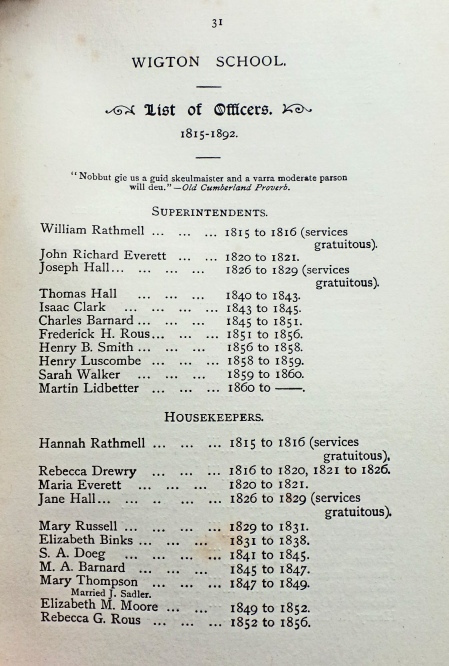 31
WIGTON SCHOOL.
List of Officers.
1815-1892.
"Nobbut gie us a guid skeulmaister and a varra moderate parson
will deu."—Old Cumberland Proverb.
SUPERINTENDENTS.
William Rathmell ... ... ... 1815 to 1816 (services
gratuitous).
John Richard Everett ... ... 1820 to 1821.
Joseph Hall... ... ... ... 1826 to 1829 (services
gratuitous).
Thomas Hall ... ... ... 1840 to 1843.
Isaac Clark ... ... ... ... 1843 to 1845.
Charles Barnard ... ... ... 1845 to 1851.
Frederick H. Rous... ... ... 1851 to 1856.
Henry B. Smith ... ... ... 1856 to 1858.
Henry Luscombe ... ... ... 1858 to 1859.
Sarah Walker ... ... ... 1859 to 1860.
Martin Lidbetter ... ... ... 1860 to ——.
HOUSEKEEPERS.
Hannah Rathmell ... ... ... 1815 to 1816 (services
gratuitous).
Rebecca Drewry ... ... ... 1816 to 1820, 1821 to 1826.
Maria Everett ... ... ... 1820 to 1821.
Jane Hall... ... .. ... ... 1826 to 1829 (services
gratuitous).
Mary Russell ... ... ... ... 1829 to 1831.
Elizabeth Binks ... ... ... 1831 to 1838.
S. A. Doeg ... ... ... ... 1841 to 1845.
M. A. Barnard ... ... ... 1845 to 1847.
Mary Thompson ... ... ... 1847 to 1849.
Married J. Sadler.
Elizabeth M. Moore ... ... 1849 to 1852.
Rebecca G. Rous ... ... ... 1852 to 1856.